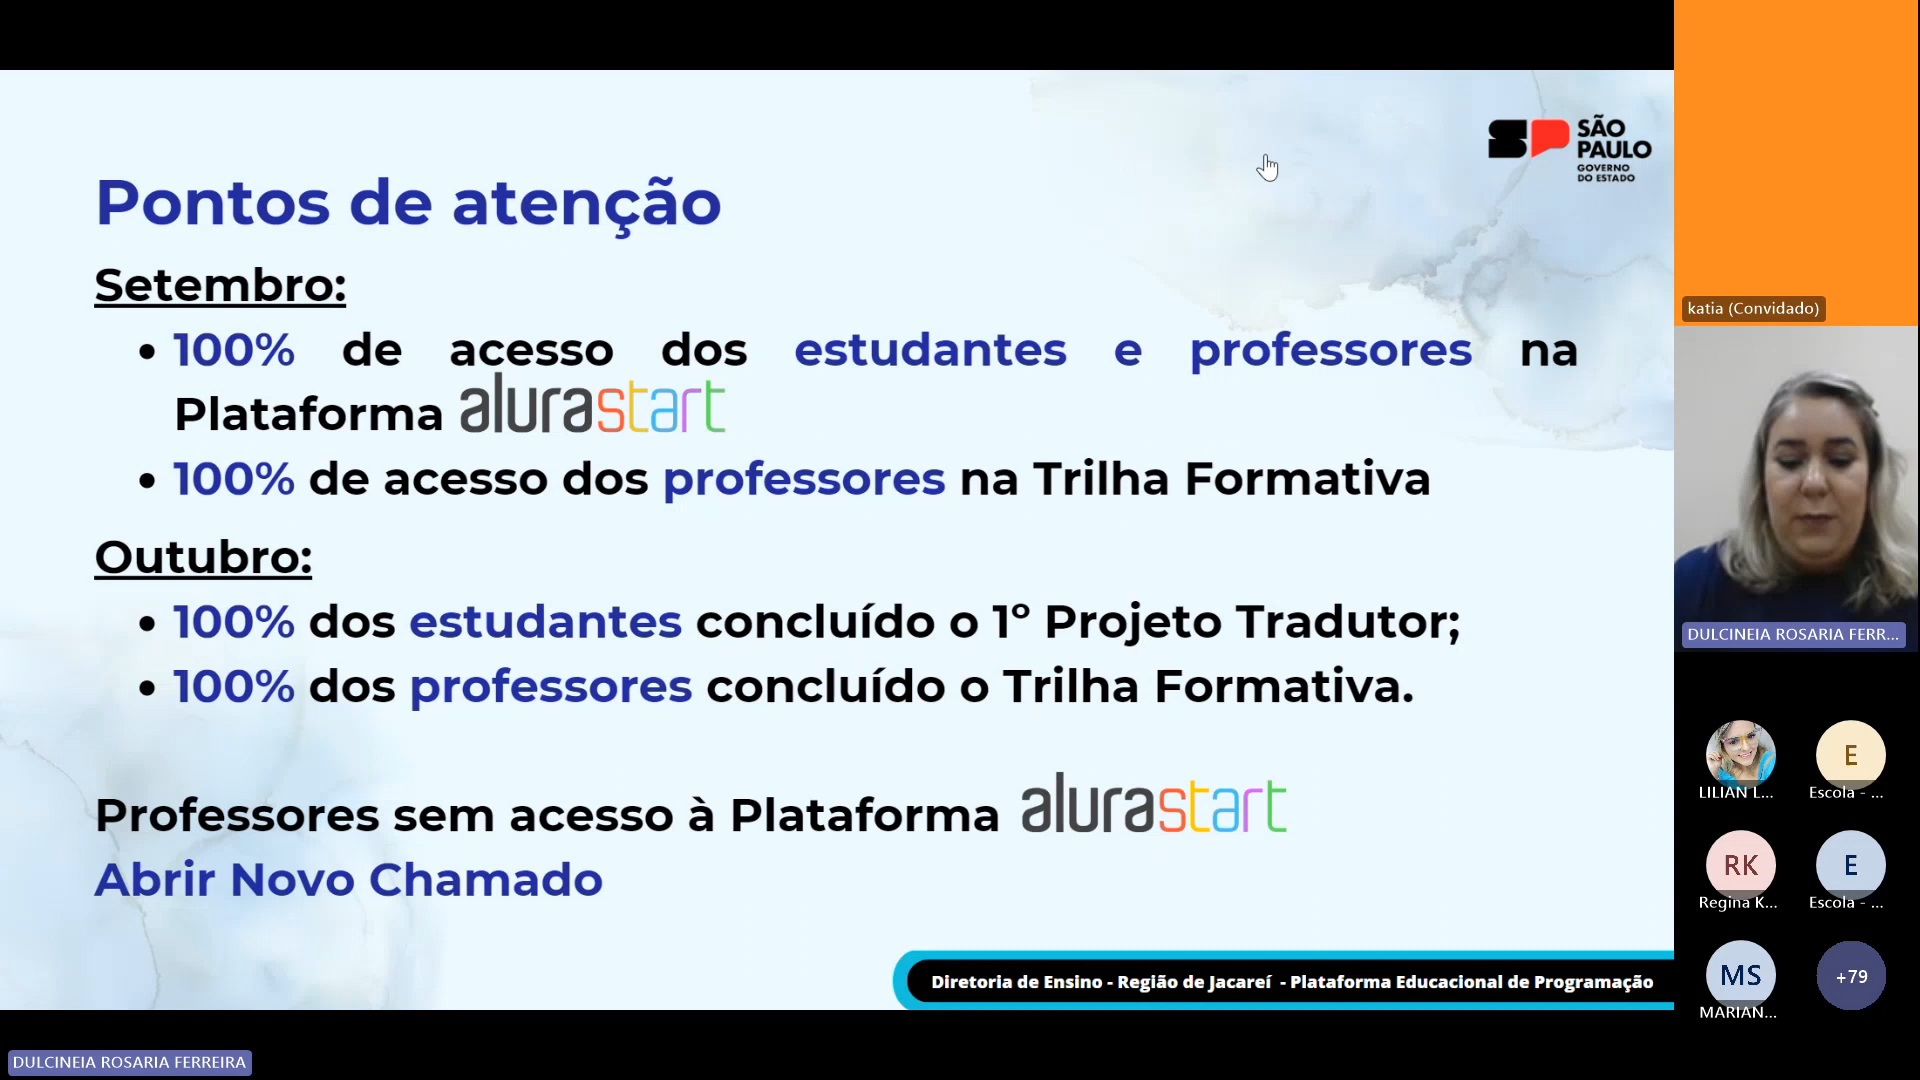 SÃO
PAULO
GOVERNO
DO ESTADO
Pontos de atenção
Setembro:
• 100% de acesso dos estudantes e professores na
Plataforma alurastart
• 100% de acesso dos professores na Trilha Formativa
Outubro:
• 100% dos estudantes concluído o 1º Projeto Tradutor;
• 100% dos professores concluído o Trilha Formativa.
Professores sem acesso à Plataforma alurastart
Abrir Novo Chamado
Diretoria de Ensino - Região de Jacareí - Plataforma Educacional de Programação
DULCINEIA ROSARIA FERREIRA
katia (Convidado)
DULCINEIA ROSARIA FERR...
E
LILIAN L...
Escola - ...
RK
E
Regina K...
Escola - ...
MS
+79
MARIAN...